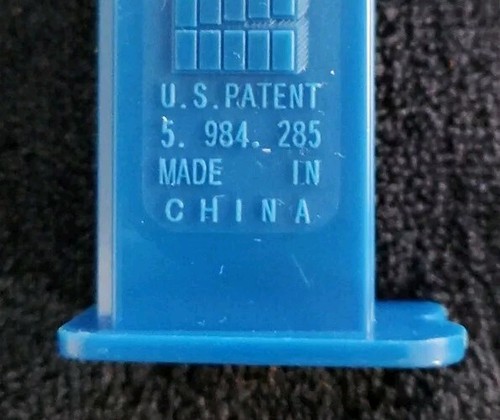 U.S.PATENT
5. 984. 285
MADE IN
CHINA